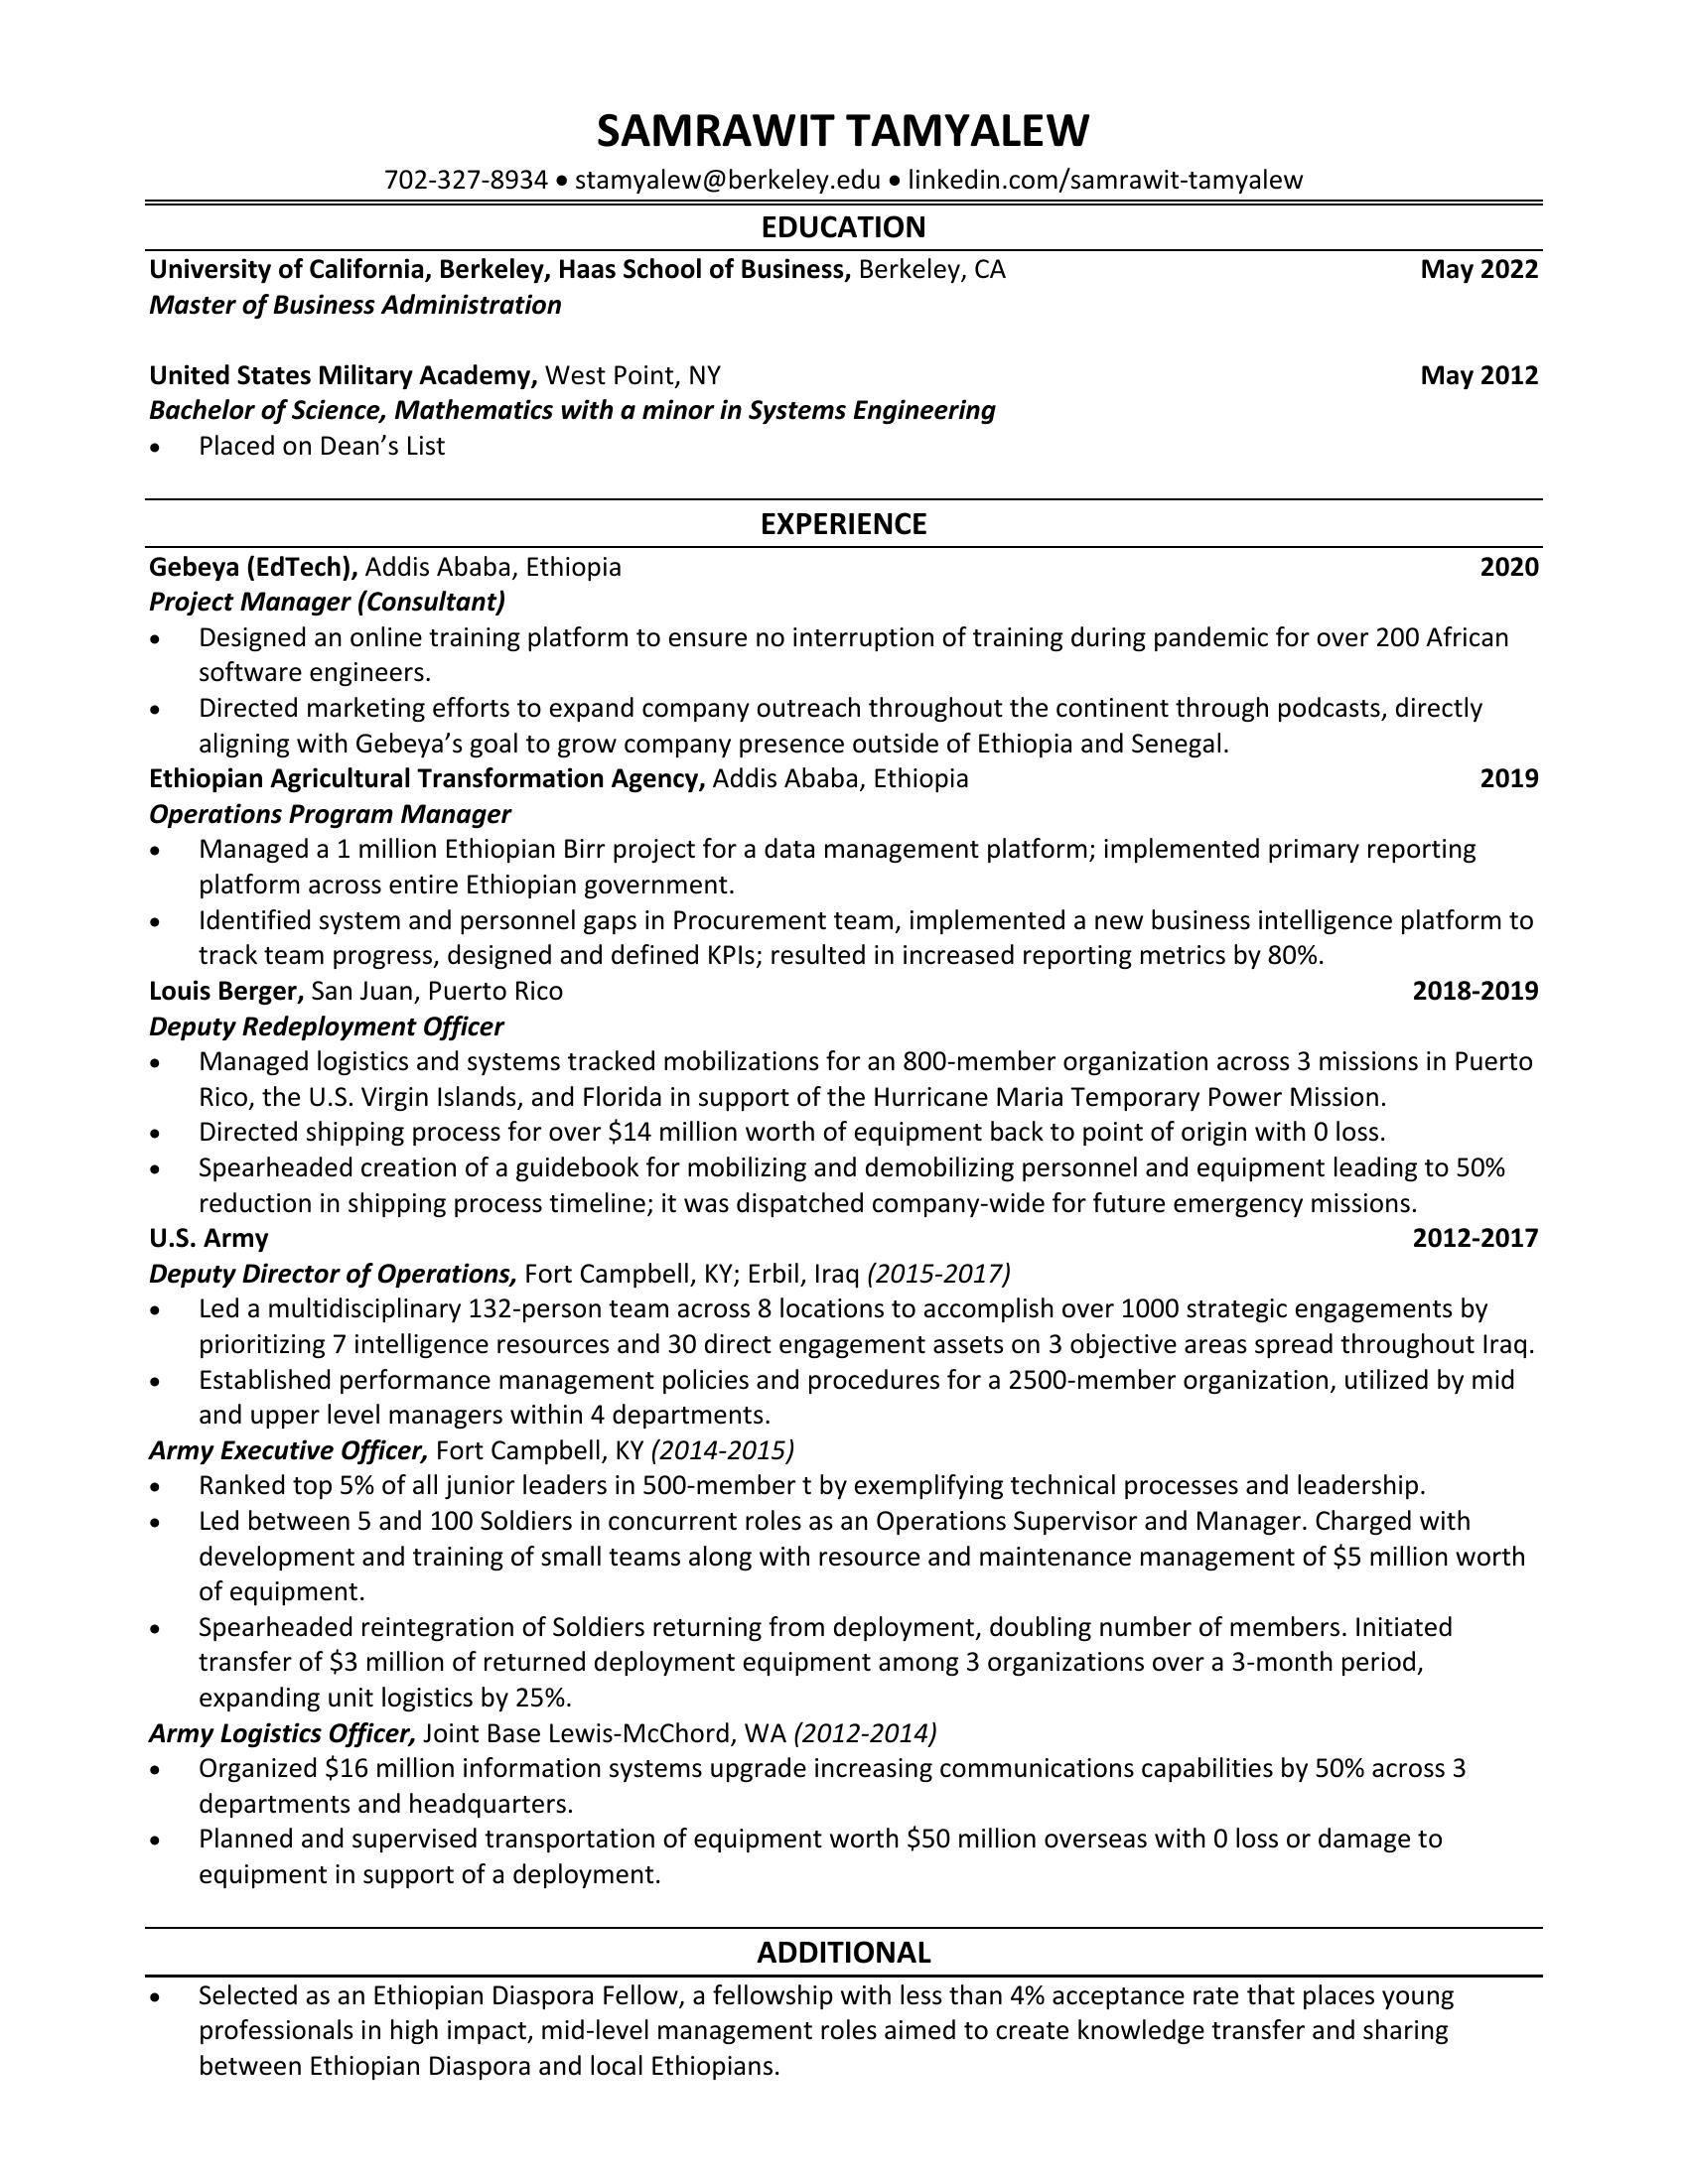 SAMRAWIT TAMYALEW
702-327-8934 • stamyalew@berkeley.edu • linkedin.com/samrawit-tamyalew
EDUCATION
University of California, Berkeley, Haas School of Business, Berkeley, CA May 2022
Master of Business Administration
United States Military Academy, West Point, NY May 2012
Bachelor of Science, Mathematics with a minor in Systems Engineering
• Placed on Dean’s List
EXPERIENCE
Gebeya (EdTech), Addis Ababa, Ethiopia 2020
Project Manager (Consultant)
• Designed an online training platform to ensure no interruption of training during pandemic for over 200 African
software engineers.
• Directed marketing efforts to expand company outreach throughout the continent through podcasts, directly
aligning with Gebeya’s goal to grow company presence outside of Ethiopia and Senegal.
Ethiopian Agricultural Transformation Agency, Addis Ababa, Ethiopia 2019
Operations Program Manager
• Managed a 1 million Ethiopian Birr project for a data management platform; implemented primary reporting
platform across entire Ethiopian government.
• Identified system and personnel gaps in Procurement team, implemented a new business intelligence platform to
track team progress, designed and defined KPIs; resulted in increased reporting metrics by 80%.
Louis Berger, San Juan, Puerto Rico 2018-2019
Deputy Redeployment Officer
• Managed logistics and systems tracked mobilizations for an 800-member organization across 3 missions in Puerto
Rico, the U.S. Virgin Islands, and Florida in support of the Hurricane Maria Temporary Power Mission.
• Directed shipping process for over $14 million worth of equipment back to point of origin with 0 loss.
• Spearheaded creation of a guidebook for mobilizing and demobilizing personnel and equipment leading to 50%
reduction in shipping process timeline; it was dispatched company-wide for future emergency missions.
U.S. Army 2012-2017
Deputy Director of Operations, Fort Campbell, KY; Erbil, Iraq (2015-2017)
• Led a multidisciplinary 132-person team across 8 locations to accomplish over 1000 strategic engagements by
prioritizing 7 intelligence resources and 30 direct engagement assets on 3 objective areas spread throughout Iraq.
• Established performance management policies and procedures for a 2500-member organization, utilized by mid
and upper level managers within 4 departments.
Army Executive Officer, Fort Campbell, KY (2014-2015)
• Ranked top 5% of all junior leaders in 500-member t by exemplifying technical processes and leadership.
• Led between 5 and 100 Soldiers in concurrent roles as an Operations Supervisor and Manager. Charged with
development and training of small teams along with resource and maintenance management of $5 million worth
of equipment.
• Spearheaded reintegration of Soldiers returning from deployment, doubling number of members. Initiated
transfer of $3 million of returned deployment equipment among 3 organizations over a 3-month period,
expanding unit logistics by 25%.
Army Logistics Officer, Joint Base Lewis-McChord, WA (2012-2014)
• Organized $16 million information systems upgrade increasing communications capabilities by 50% across 3
departments and headquarters.
• Planned and supervised transportation of equipment worth $50 million overseas with 0 loss or damage to
equipment in support of a deployment.
ADDITIONAL
• Selected as an Ethiopian Diaspora Fellow, a fellowship with less than 4% acceptance rate that places young
professionals in high impact, mid-level management roles aimed to create knowledge transfer and sharing
between Ethiopian Diaspora and local Ethiopians.